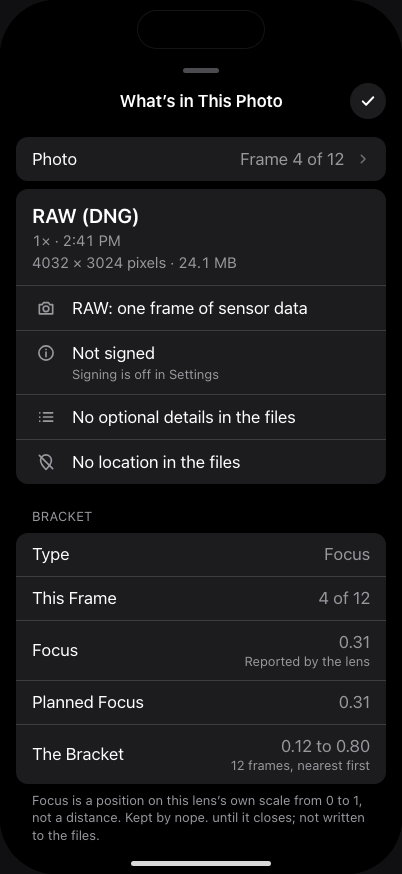 What's in This Photo
Photo
Frame 4 of 12
RAW (DNG)
1× · 2:41 PM
4032 × 3024 pixels · 24.1 MB
RAW: one frame of sensor data
Not signed
Signing is off in Settings
No optional details in the files
No location in the files
BRACKET
Type
Focus
This Frame
4 of 12
Focus
0.31
Reported by the lens
Planned Focus
0.31
The Bracket
0.12 to 0.80
12 frames, nearest first
Focus is a position on this lens's own scale from 0 to 1,
not a distance. Kept by nope. until it closes; not written
to the files.